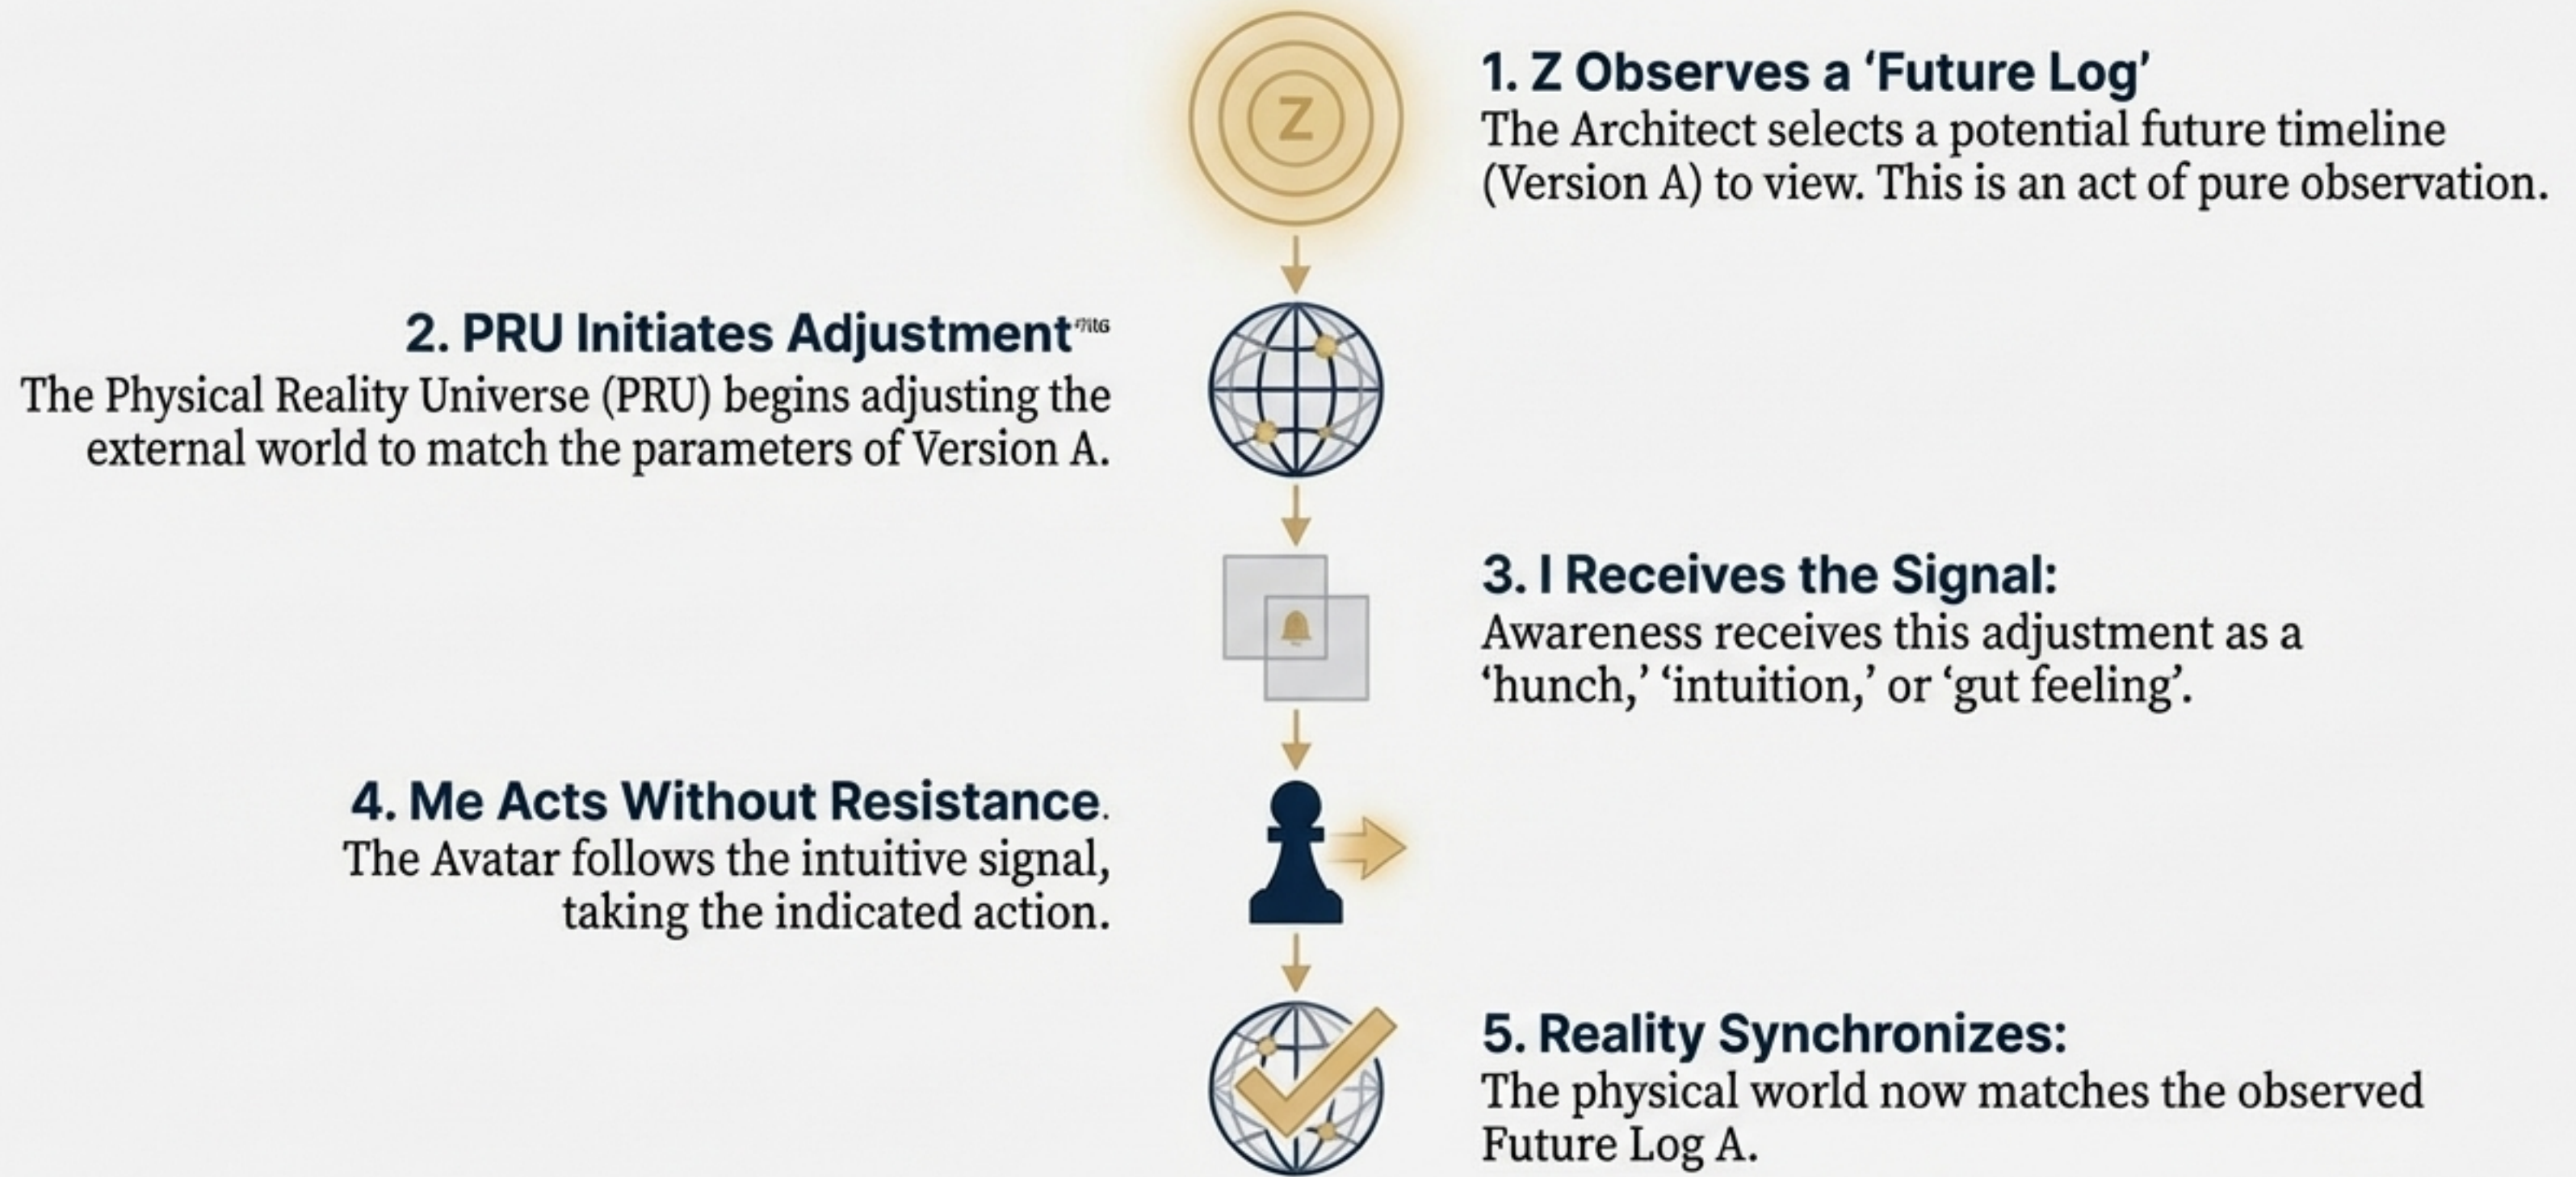 Z
1. Z Observes a ‘Future Log’
The Architect selects a potential future timeline
(Version A) to view. This is an act of pure observation.
2. PRU Initiates Adjustment
The Physical Reality Universe (PRU) begins adjusting the
external world to match the parameters of Version A.
3. I Receives the Signal:
Awareness receives this adjustment as a
‘hunch,’ ‘intuition,’ or ‘gut feeling’.
4. Me Acts Without Resistance.
The Avatar follows the intuitive signal,
taking the indicated action.
5. Reality Synchronizes:
The physical world now matches the observed
Future Log A.